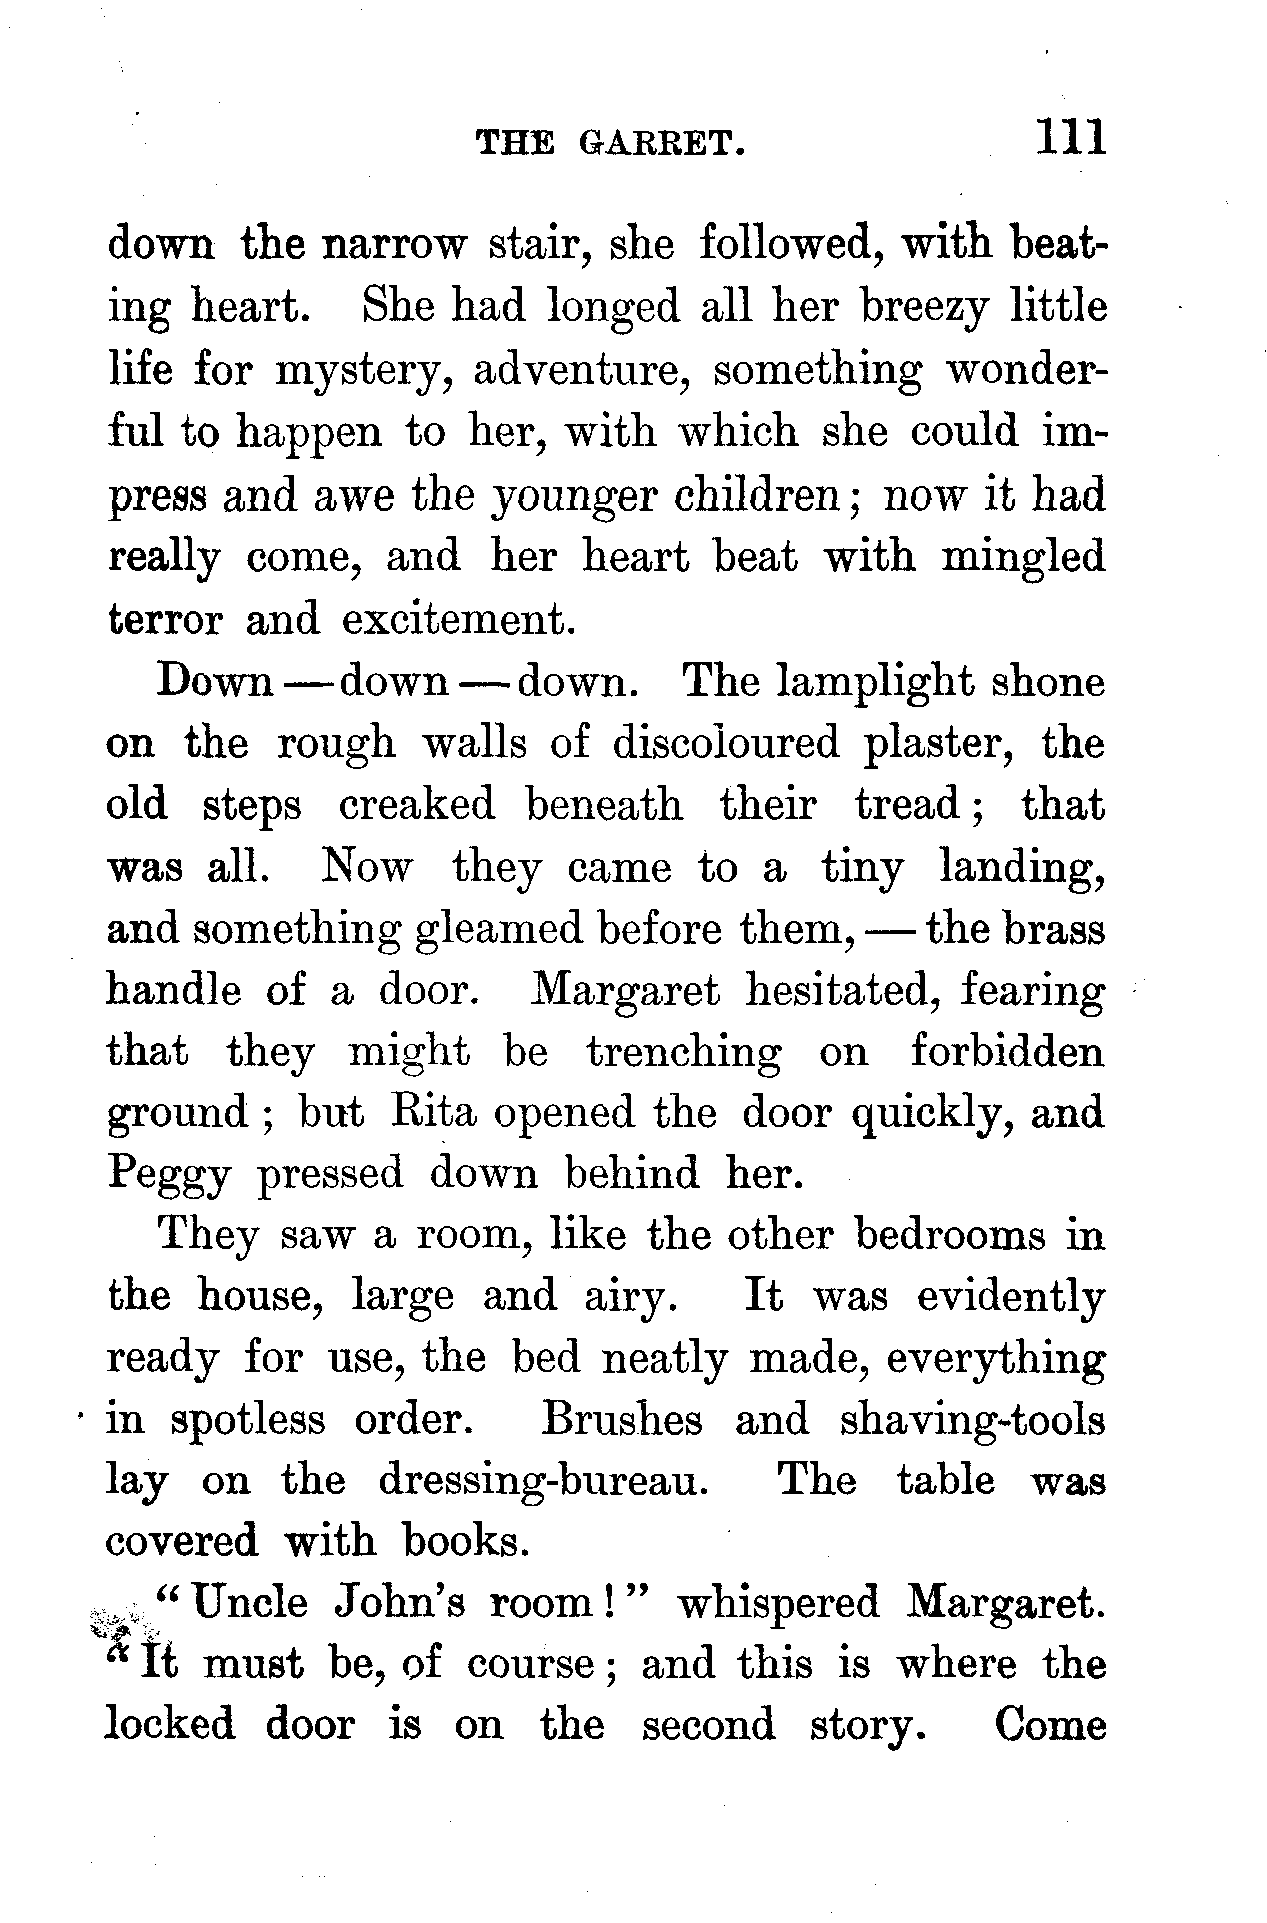 THE GARRET. 111
down the narrow stair, she followed, with beat-
ing heart. She had longed all her breezy little
life for mystery, adventure, something wonder-
ful to happen to her, with which she could im-
press and awe the younger children; now it had
really come, and her heart beat with mingled
terror and excitement.
Down—down—down. The lamplight shone
on the rough walls of discoloured plaster, the
old steps creaked beneath their tread; that
was all. Now they came to a tiny landing,
and something gleamed before them,—the brass
handle of a door. Margaret hesitated, fearing
that they might be trenching on forbidden
ground; but Rita opened the door quickly, and
Peggy pressed down behind her.
They saw a room, like the other bedrooms in
the house, large and airy. It was evidently
ready for use, the bed neatly made, everything
in spotless order. Brushes and shaving-tools
lay on the dressing-bureau. The table was
covered with books.
“Uncle John’s room!” whispered Margaret.
“It must be, of course; and this is where the
locked door is on the second story. Come